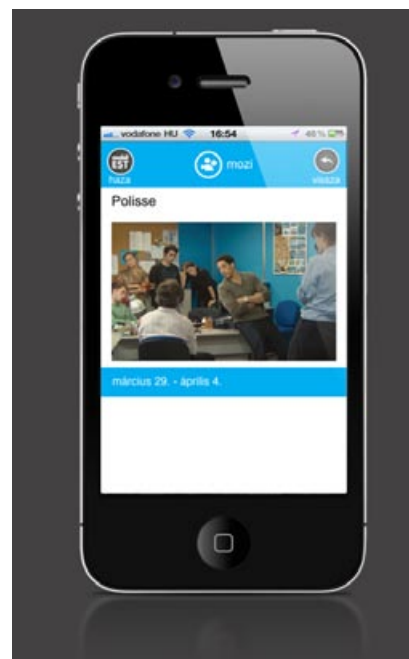 vodafone HU 16:54 46%
EST mozi
haza vissza
Polisse
március 29. - április 4.